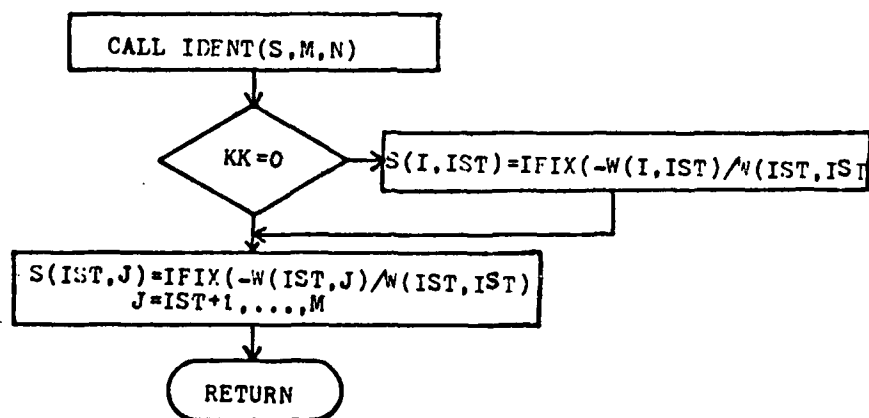 CALL IDENT(S,M,N)
KK=0
S(I,IST)=IFIX(-W(I,IST)/W(IST,IST
S(IST,J)=IFIX(-W(IST,J)/W(IST,IST)
J=IST+1,...,M
RETURN